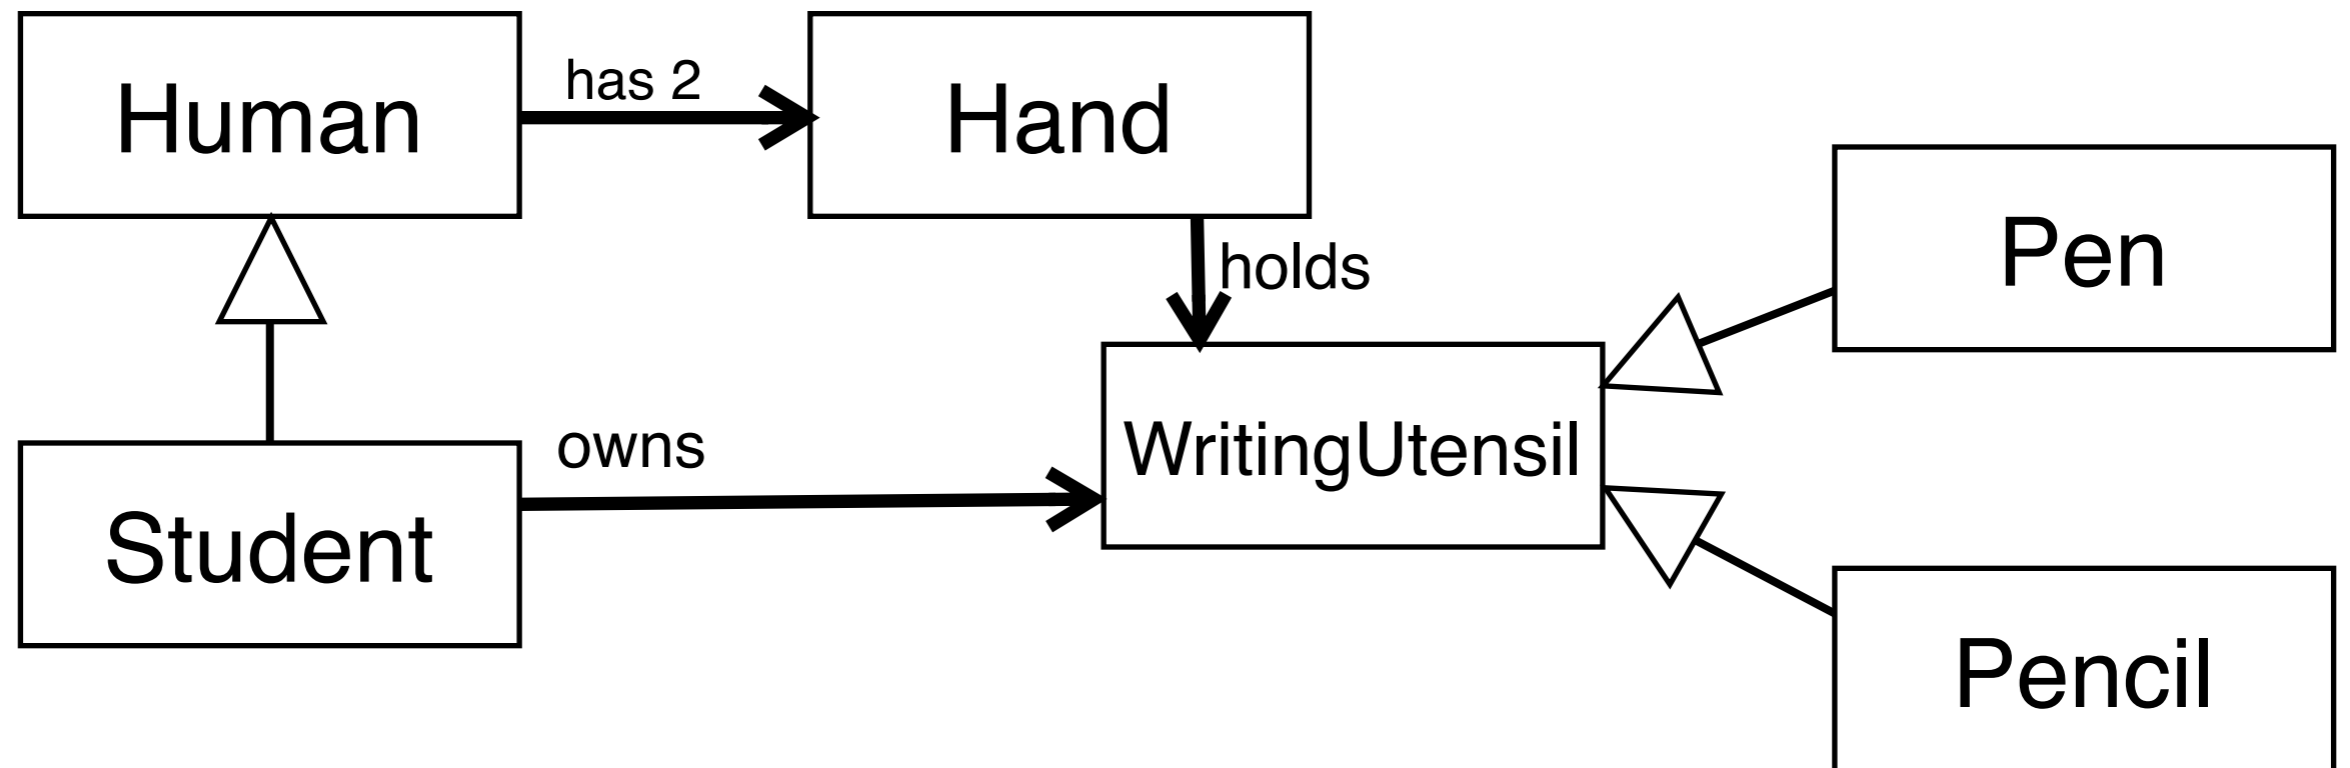 Human
has 2
Hand
holds
Pen
Student
owns
WritingUtensil
Pencil